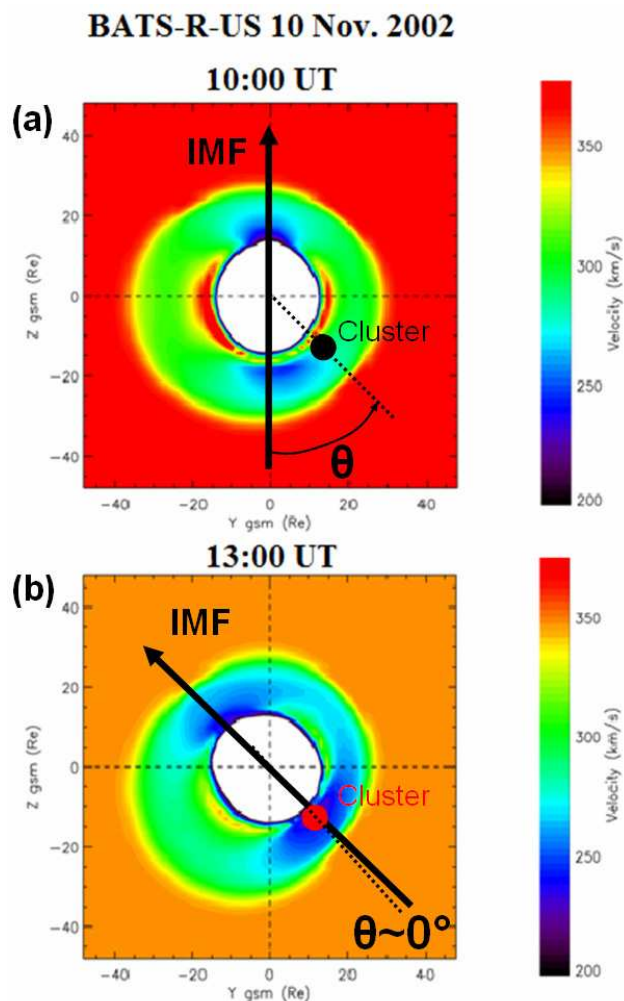 BATS-R-US 10 Nov. 2002
10:00 UT
(a)
IMF
Cluster
θ
40
20
0
−20
−40
Z gsm (Re)
−40 −20 0 20 40
Y gsm (Re)
350
300
250
200
Velocity (km/s)
13:00 UT
(b)
IMF
Cluster
θ~0°
40
20
0
−20
−40
Z gsm (Re)
−40 −20 0 20 40
Y gsm (Re)
350
300
250
200
Velocity (km/s)